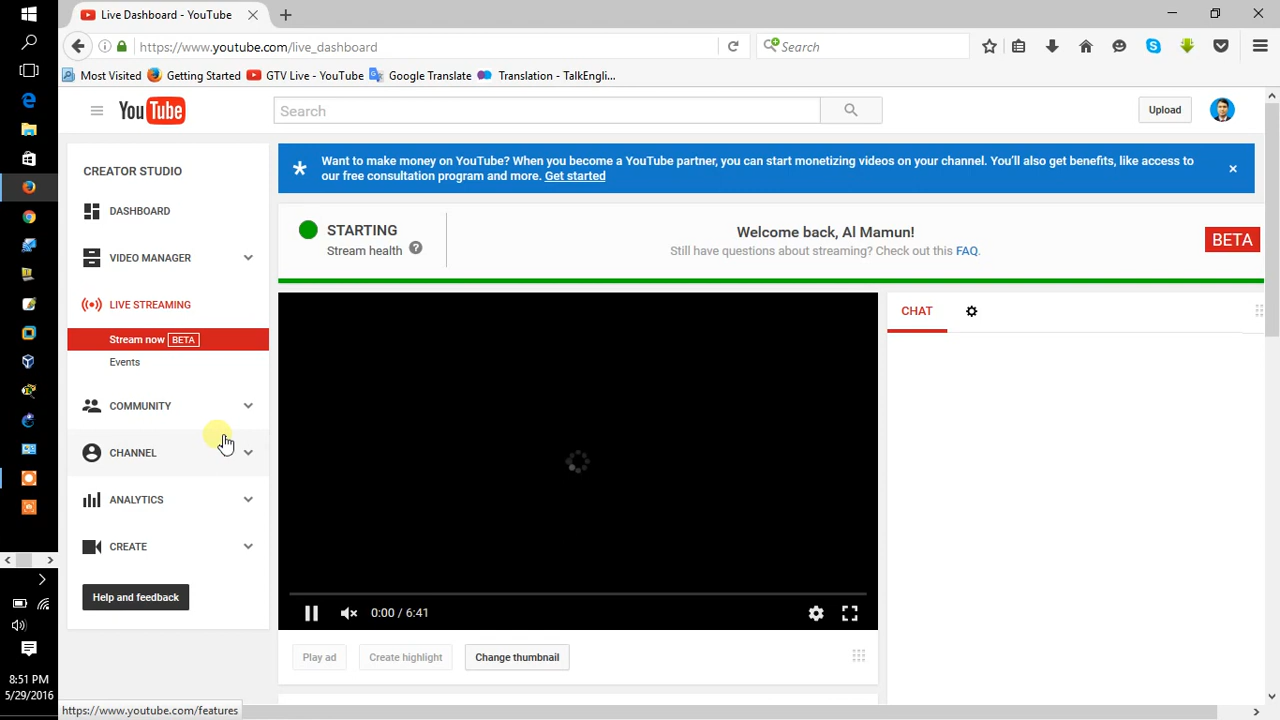 Live Dashboard - YouTube
https://www.youtube.com/live_dashboard
Search
Most Visited
Getting Started
GTV Live - YouTube
Google Translate
Translation - TalkEngli...
YouTube
Search
Upload
CREATOR STUDIO
DASHBOARD
VIDEO MANAGER
LIVE STREAMING
Stream now BETA
Events
COMMUNITY
CHANNEL
ANALYTICS
CREATE
Help and feedback
Want to make money on YouTube? When you become a YouTube partner, you can start monetizing videos on your channel. You'll also get benefits, like access to
our free consultation program and more. Get started
STARTING
Stream health
Welcome back, Al Mamun!
Still have questions about streaming? Check out this FAQ.
BETA
CHAT
0:00 / 6:41
Play ad
Create highlight
Change thumbnail
8:51 PM
5/29/2016
https://www.youtube.com/features